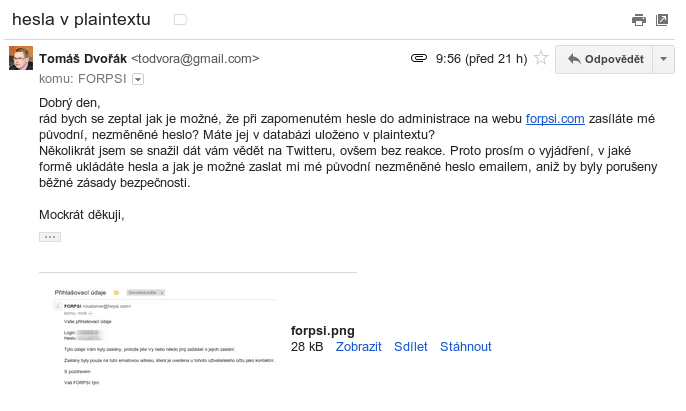 hesla v plaintextu
Tomáš Dvořák <todvora@gmail.com> 9:56 (před 21 h) Odpovědět
komu: FORPSI
Dobrý den,
rád bych se zeptal jak je možné, že při zapomenutém hesle do administrace na webu forpsi.com zasíláte mé
původní, nezměněné heslo? Máte jej v databázi uloženo v plaintextu?
Několikrát jsem se snažil dát vám vědět na Twitteru, ovšem bez reakce. Proto prosím o vyjádření, v jaké
formě ukládáte hesla a jak je možné zaslat mi mé původní nezměněné heslo emailem, aniž by byly porušeny
běžné zásady bezpečnosti.
Mockrát děkuji,
Přihlašovací údaje
FORPSI <customer@forpsi.com>
komu: mně
Vaše přihlašovací údaje
Login:
Heslo:
Tyto údaje Vám byly zaslány, protože jste Vy nebo někdo jiný zažádali o jejich zaslání.
Zaslány byly pouze na tuto emailovou adresu, která je uvedena u tohoto uživatelského účtu jako kontaktní.
S pozdravem
Váš FORPSI tým
forpsi.png
28 kB Zobrazit Sdílet Stáhnout